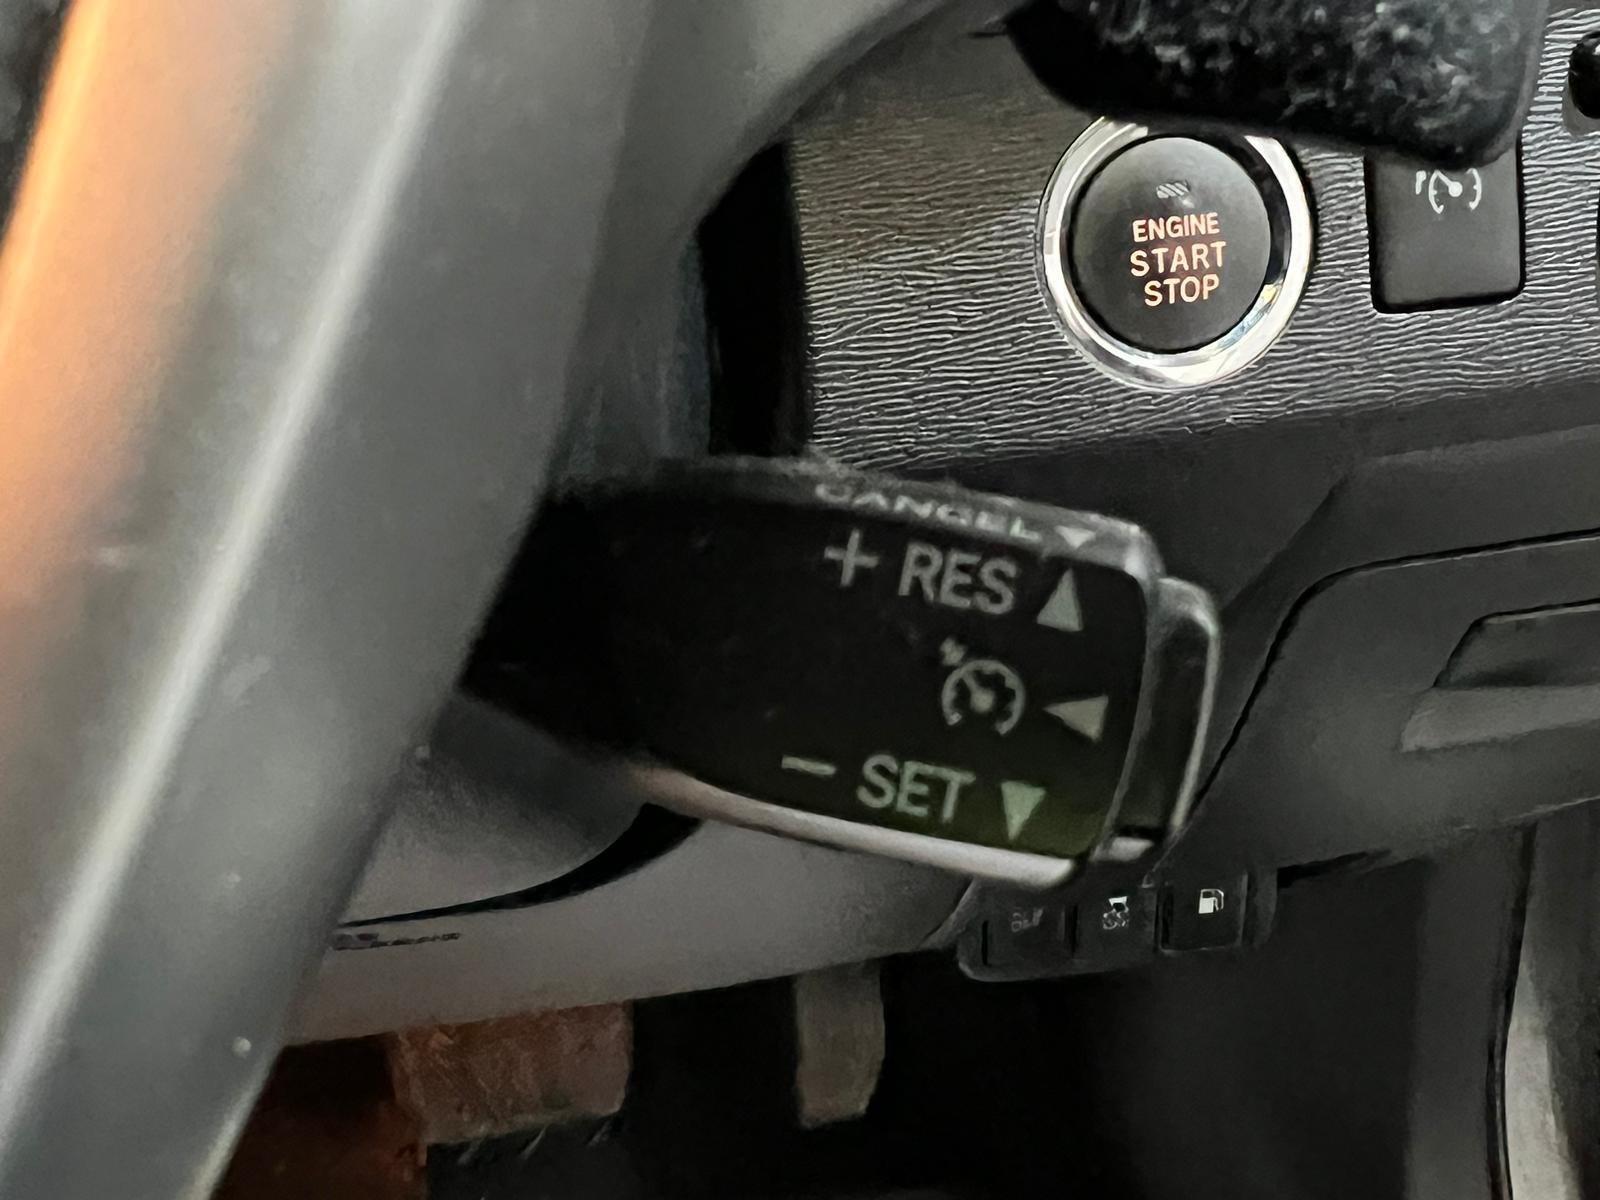 ENGINE
START
STOP
CANCEL
+ RES
− SET